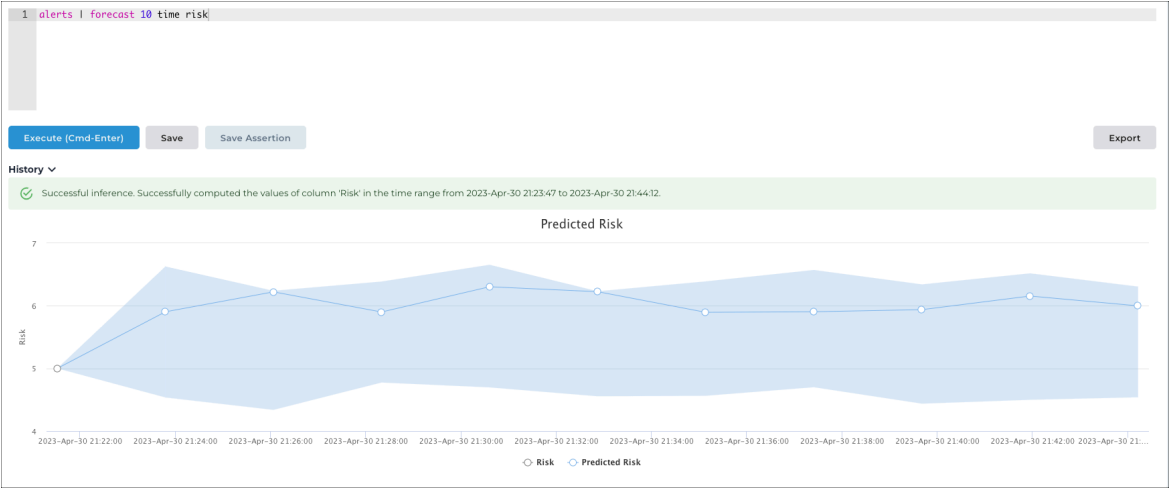 1 alerts | forecast 10 time risk
Execute (Cmd-Enter) Save Save Assertion Export
History
Successful inference. Successfully computed the values of column 'Risk' in the time range from 2023-Apr-30 21:23:47 to 2023-Apr-30 21:44:12.
Predicted Risk
7
6
Risk
5
4
2023-Apr-30 21:22:00 2023-Apr-30 21:24:00 2023-Apr-30 21:26:00 2023-Apr-30 21:28:00 2023-Apr-30 21:30:00 2023-Apr-30 21:32:00 2023-Apr-30 21:34:00 2023-Apr-30 21:36:00 2023-Apr-30 21:38:00 2023-Apr-30 21:40:00 2023-Apr-30 21:42:00 2023-Apr-30 21:...
Risk Predicted Risk